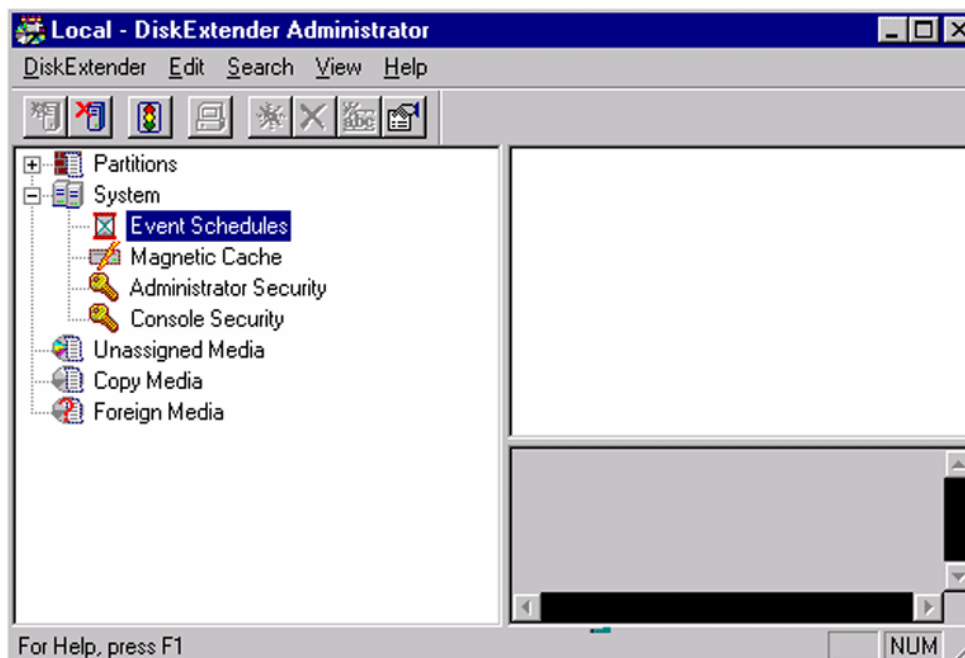 Local - DiskExtender Administrator
DiskExtender Edit Search View Help
abc
Partitions
System
Event Schedules
Magnetic Cache
Administrator Security
Console Security
Unassigned Media
Copy Media
Foreign Media
For Help, press F1
NUM